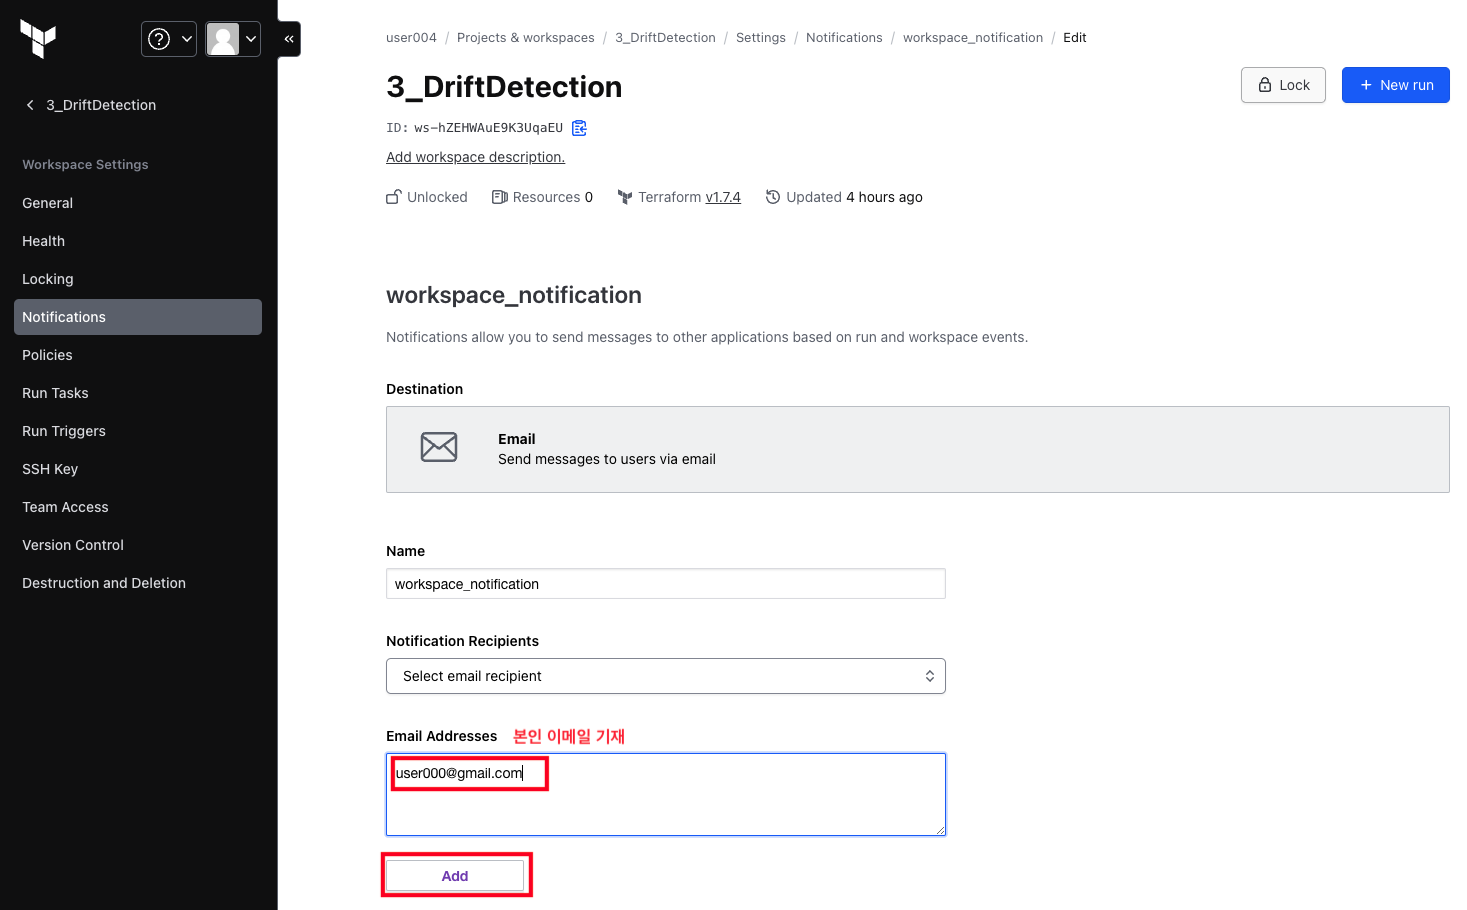 user004 / Projects & workspaces / 3_DriftDetection / Settings / Notifications / workspace_notification / Edit
3_DriftDetection
Lock
+ New run
ID: ws-hZEHWAuE9K3UqaEU
Add workspace description.
Unlocked Resources 0 Terraform v1.7.4 Updated 4 hours ago
3_DriftDetection
Workspace Settings
General
Health
Locking
Notifications
Policies
Run Tasks
Run Triggers
SSH Key
Team Access
Version Control
Destruction and Deletion
workspace_notification
Notifications allow you to send messages to other applications based on run and workspace events.
Destination
Email
Send messages to users via email
Name
workspace_notification
Notification Recipients
Select email recipient
Email Addresses 본인 이메일 기재
user000@gmail.com
Add